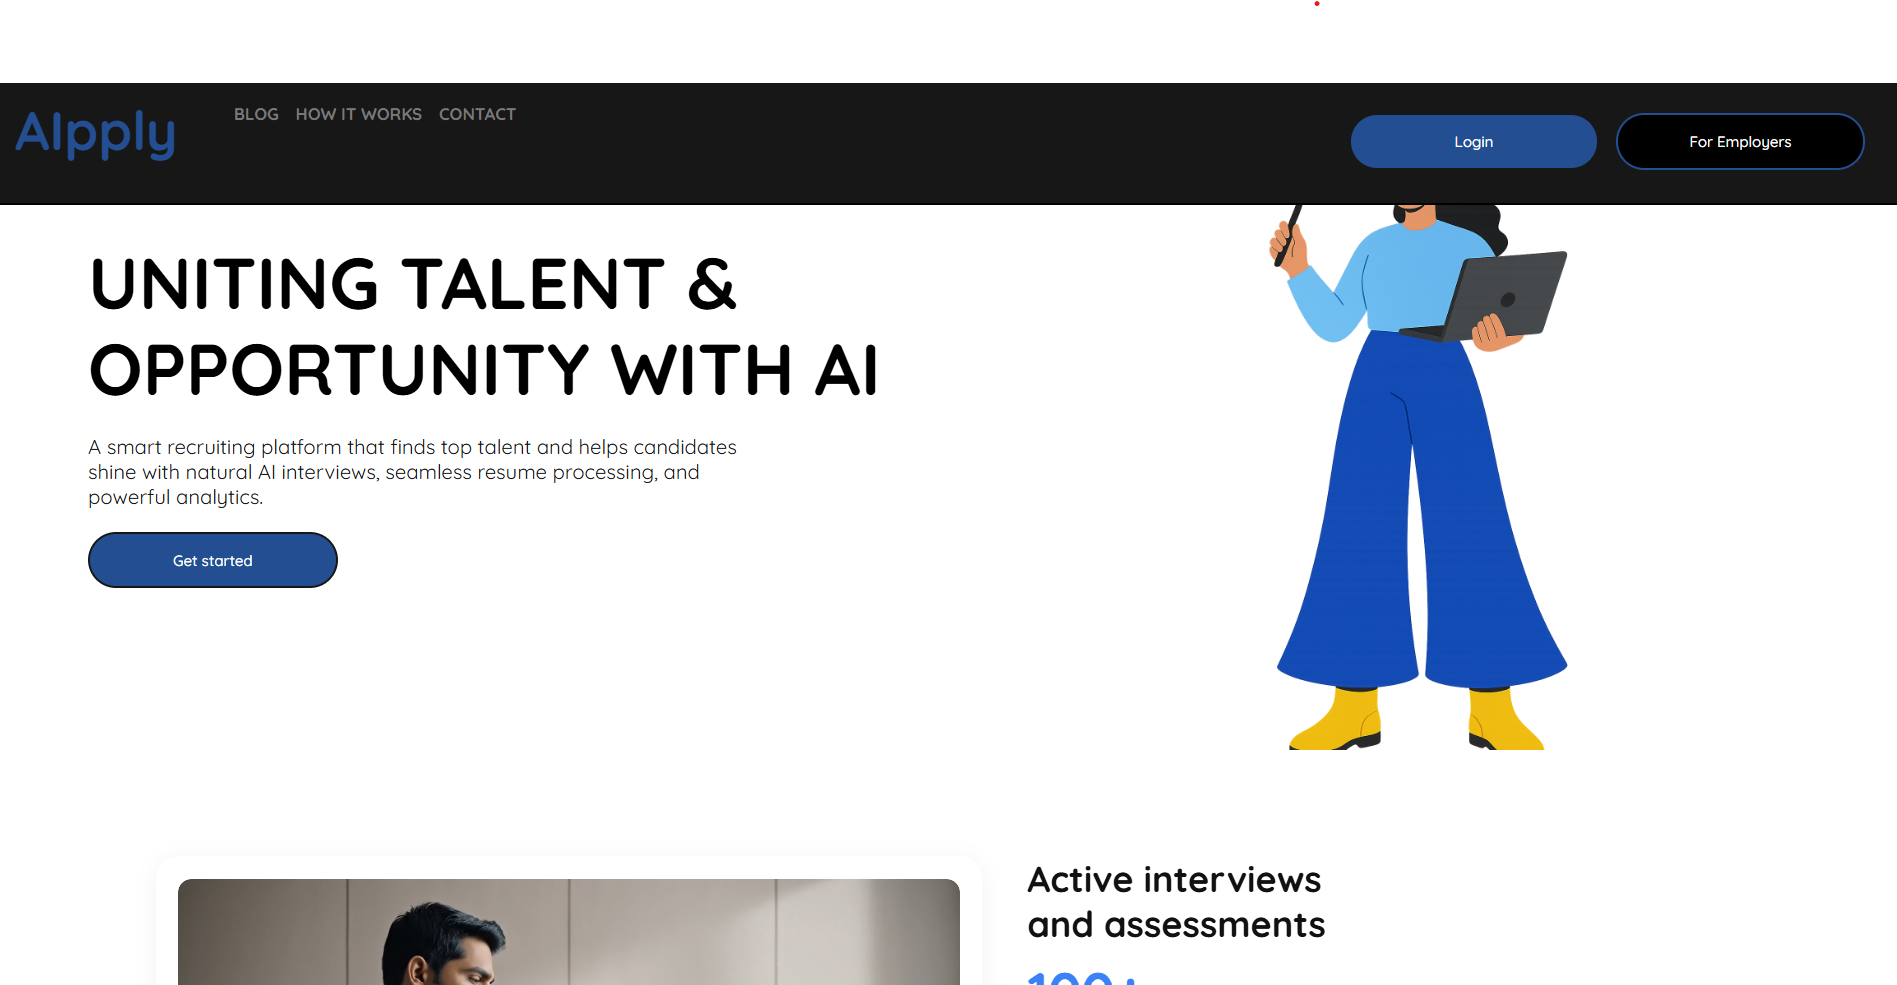 AIpply
BLOG HOW IT WORKS CONTACT
Login
For Employers
UNITING TALENT &
OPPORTUNITY WITH AI
A smart recruiting platform that finds top talent and helps candidates
shine with natural AI interviews, seamless resume processing, and
powerful analytics.
Get started
Active interviews
and assessments
100+